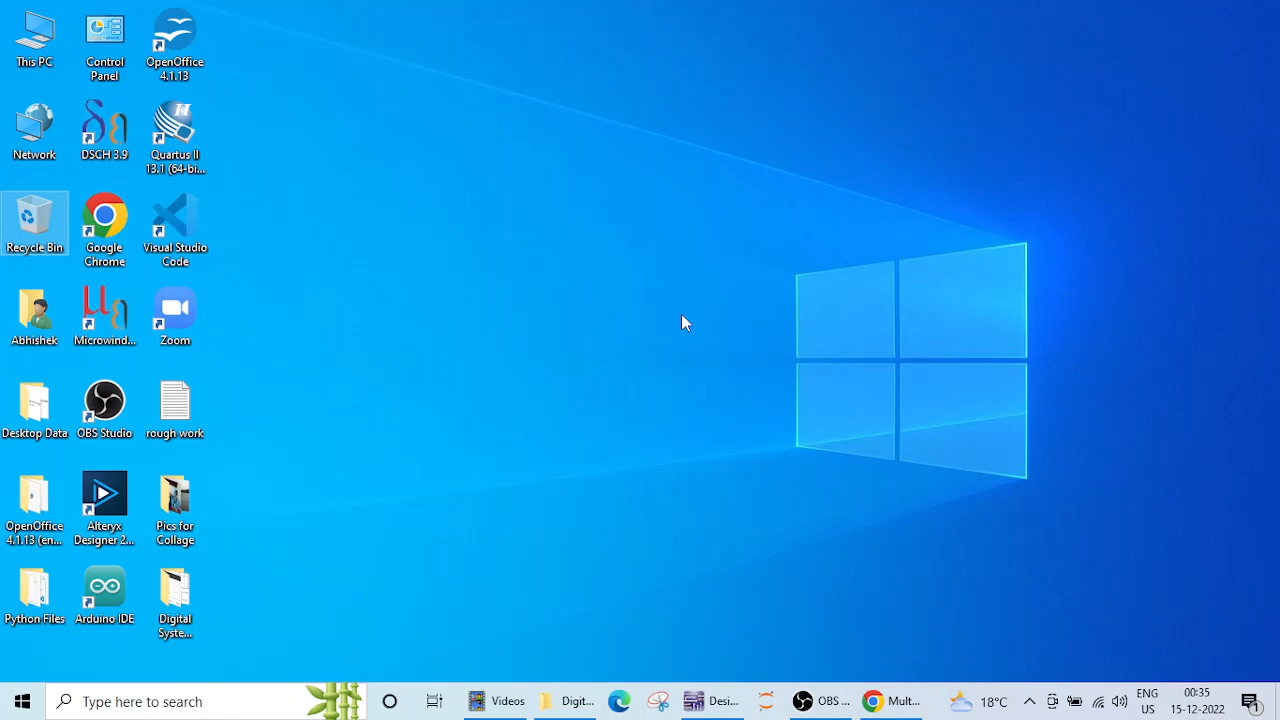 This PC
Control
Panel
OpenOffice
4.1.13
Network
DSCH 3.9
Quartus II
13.1 (64-bi...
Recycle Bin
Google
Chrome
Visual Studio
Code
Abhishek
Microwind...
Zoom
Desktop Data
OBS Studio
rough work
OpenOffice
4.1.13 (en...
Alteryx
Designer 2...
Pics for
Collage
Python Files
Arduino IDE
Digital
Syste...
Type here to search
Videos
Digit...
Desi...
OBS ...
Mult...
18°C
ENG
US
00:35
15-12-2022
1